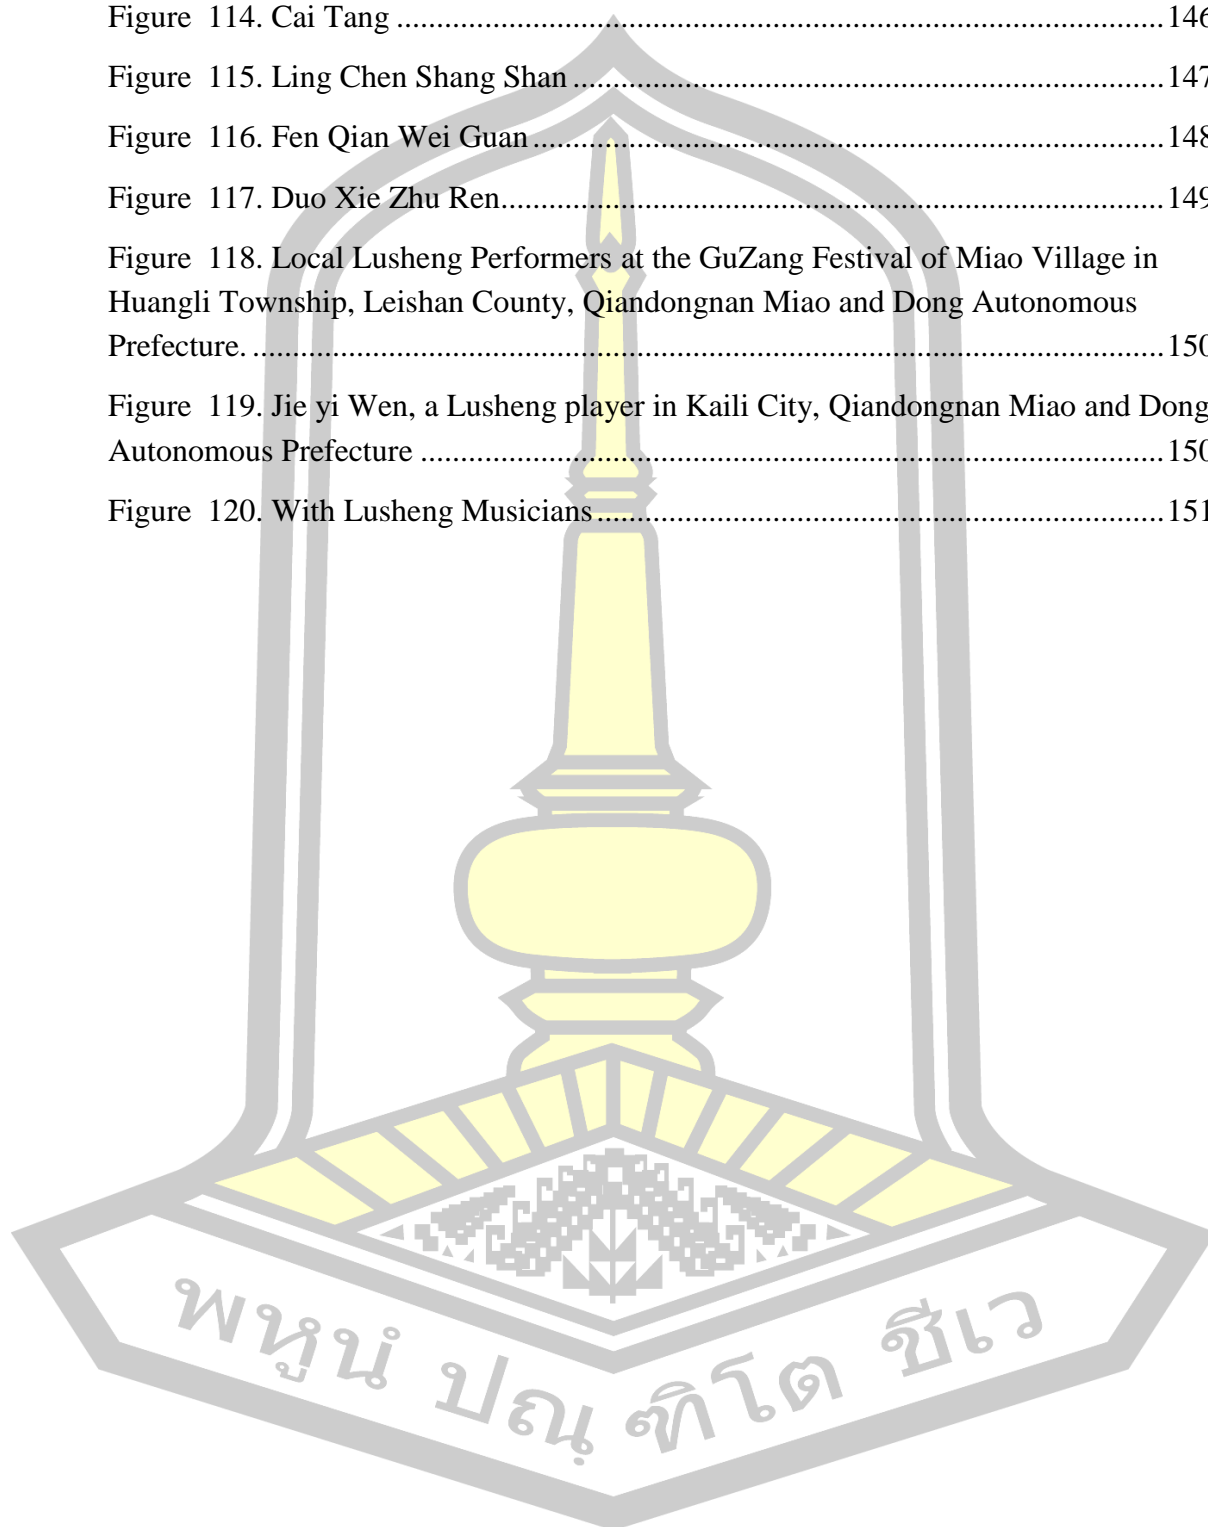 Figure 114. Cai Tang ..................................................................................................146
Figure 115. Ling Chen Shang Shan ...........................................................................147
Figure 116. Fen Qian Wei Guan ................................................................................148
Figure 117. Duo Xie Zhu Ren....................................................................................149
Figure 118. Local Lusheng Performers at the GuZang Festival of Miao Village in
Huangli Township, Leishan County, Qiandongnan Miao and Dong Autonomous
Prefecture. ....................................................................................................................150
Figure 119. Jie yi Wen, a Lusheng player in Kaili City, Qiandongnan Miao and Dong
Autonomous Prefecture ...............................................................................................150
Figure 120. With Lusheng Musicians.........................................................................151
พหูนํ ปณฺฑิโต ชีเว